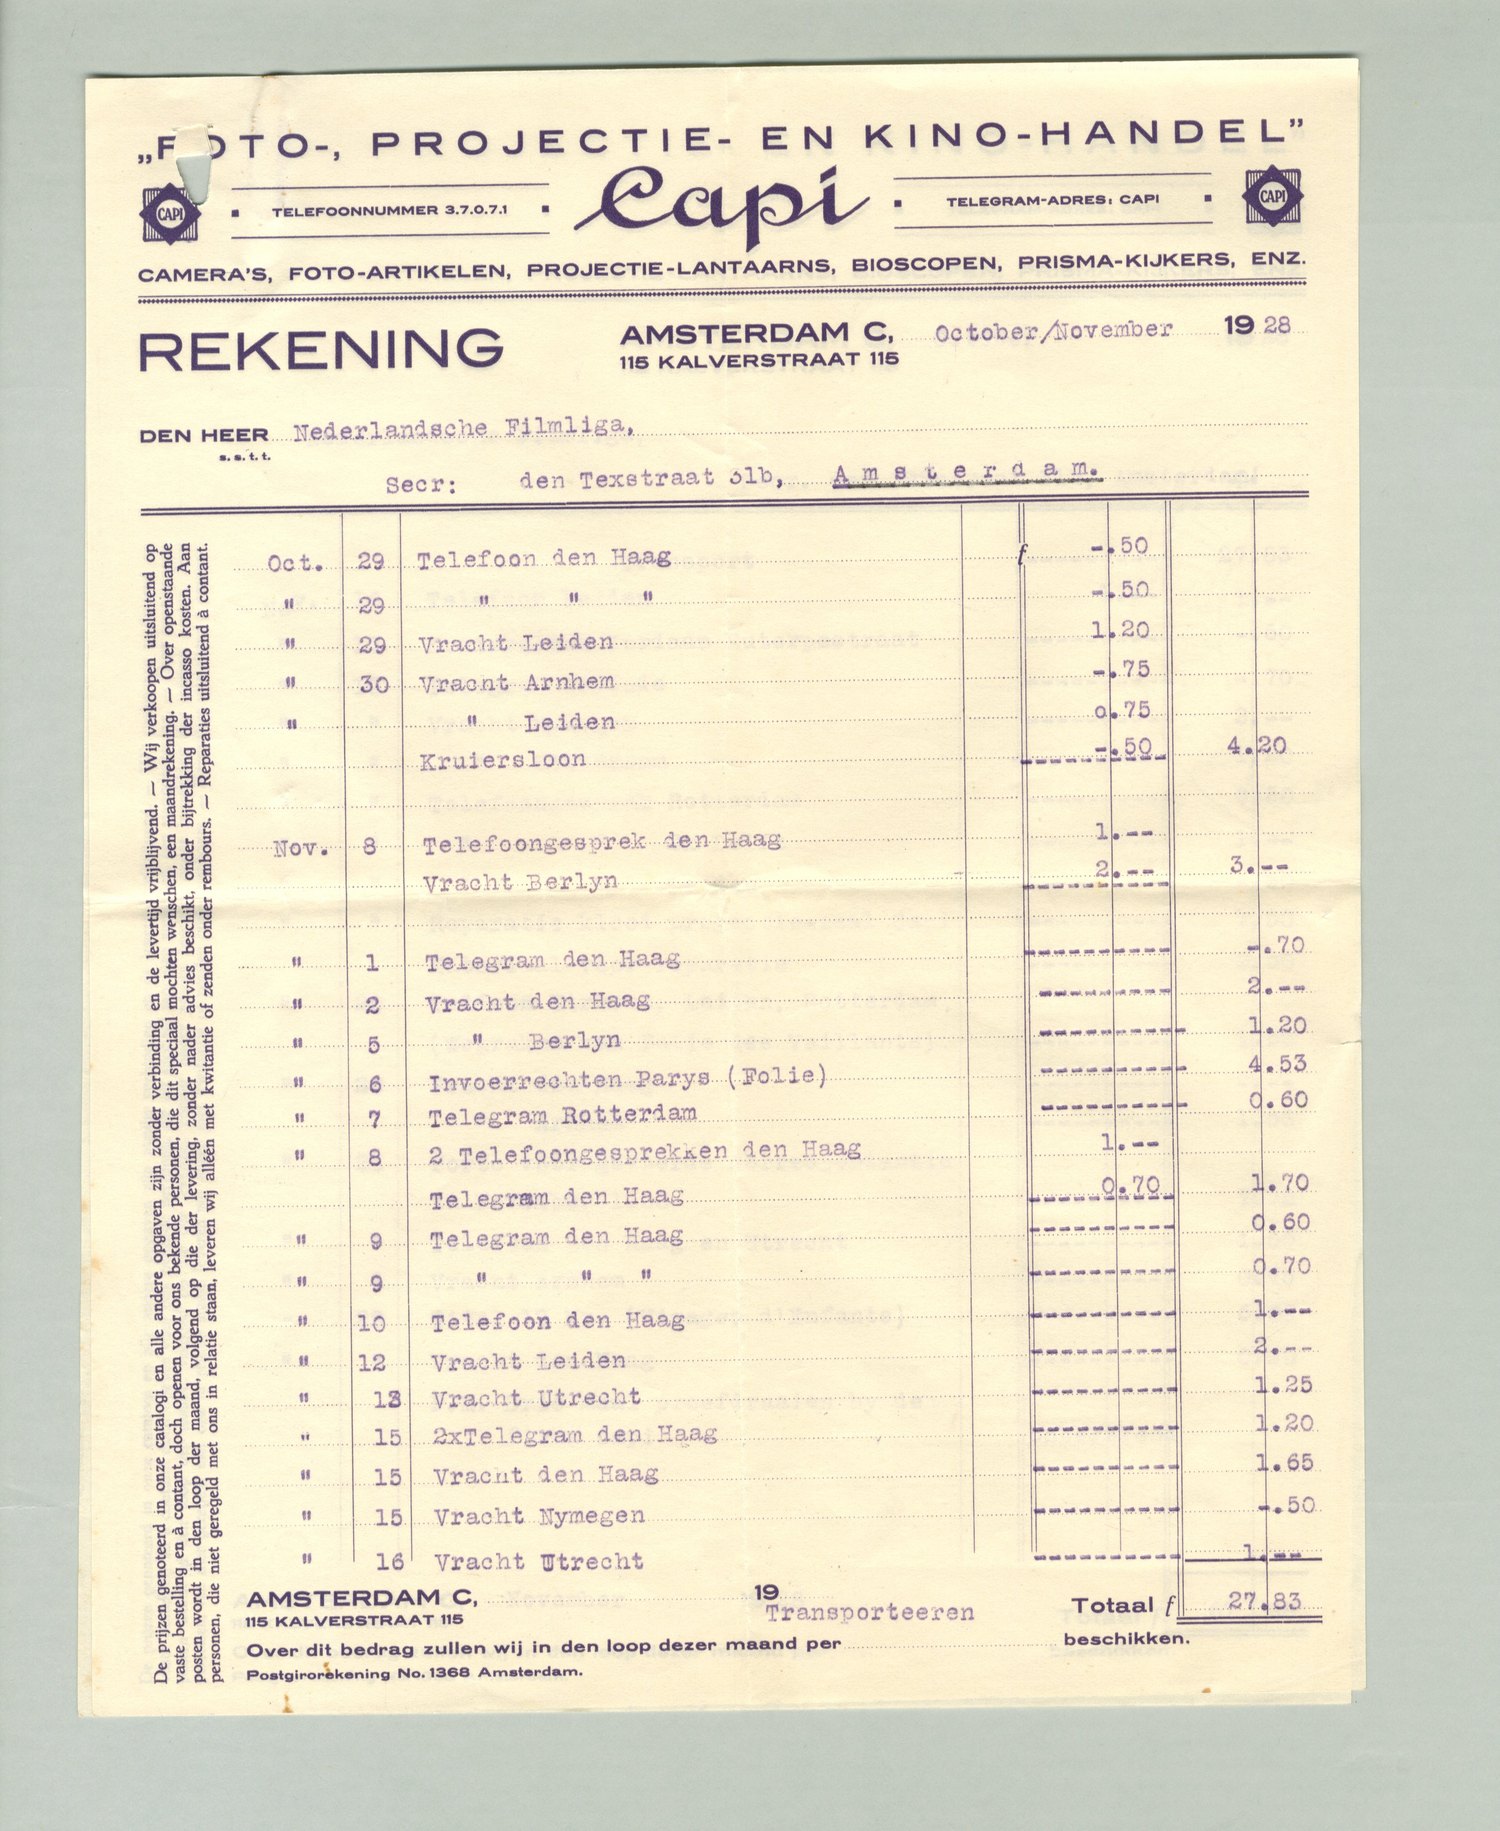 „FOTO-, PROJECTIE- EN KINO-HANDEL”
CAPI
TELEFOONNUMMER 3.7.0.7.1
Capi
TELEGRAM-ADRES: CAPI
CAPI
CAMERA'S, FOTO-ARTIKELEN, PROJECTIE-LANTAARNS, BIOSCOPEN, PRISMA-KIJKERS, ENZ.
REKENING
AMSTERDAM C, October/November 1928
115 KALVERSTRAAT 115
DEN HEER Nederlandsche Filmliga,
s. s. t. t.
Secr: den Texstraat 31b, Amsterdam.
Oct. 29 Telefoon den Haag f -.50
" 29 " " " -.50
" 29 Vracht Leiden 1.20
" 30 Vracht Arnhem -.75
" " Leiden 0.75
Kruiersloon -.50 4.20
Nov. 8 Telefoongesprek den Haag 1.--
Vracht Berlyn 2.-- 3.--
" 1 Telegram den Haag -.70
" 2 Vracht den Haag 2.--
" 5 " Berlyn 1.20
" 6 Invoerrechten Parys (Folie) 4.53
" 7 Telegram Rotterdam 0.60
" 8 2 Telefoongesprekken den Haag 1.--
Telegram den Haag 0.70 1.70
" 9 Telegram den Haag 0.60
" 9 " " " 0.70
" 10 Telefoon den Haag 1.--
" 12 Vracht Leiden 2.--
" 13 Vracht Utrecht 1.25
" 15 2xTelegram den Haag 1.20
" 15 Vracht den Haag 1.65
" 15 Vracht Nymegen -.50
" 16 Vracht Utrecht 1.--
AMSTERDAM C, 19
115 KALVERSTRAAT 115
Transporteeren Totaal f 27.83
Over dit bedrag zullen wij in den loop dezer maand per beschikken.
Postgirorekening No. 1368 Amsterdam.
De prijzen genoteerd in onze catalogi en alle andere opgaven zijn zonder verbinding en de levertijd vrijblijvend. — Wij verkoopen uitsluitend op
vaste bestelling en à contant, doch openen voor ons bekende personen, die dit speciaal mochten wenschen, een maandrekening. — Over openstaande
posten wordt in den loop der maand, volgend op die der levering, zonder nader advies beschikt, onder bijtrekking der incasso kosten. Aan
personen, die niet geregeld met ons in relatie staan, leveren wij alléén met kwitantie of zenden onder rembours. — Reparaties uitsluitend à contant.